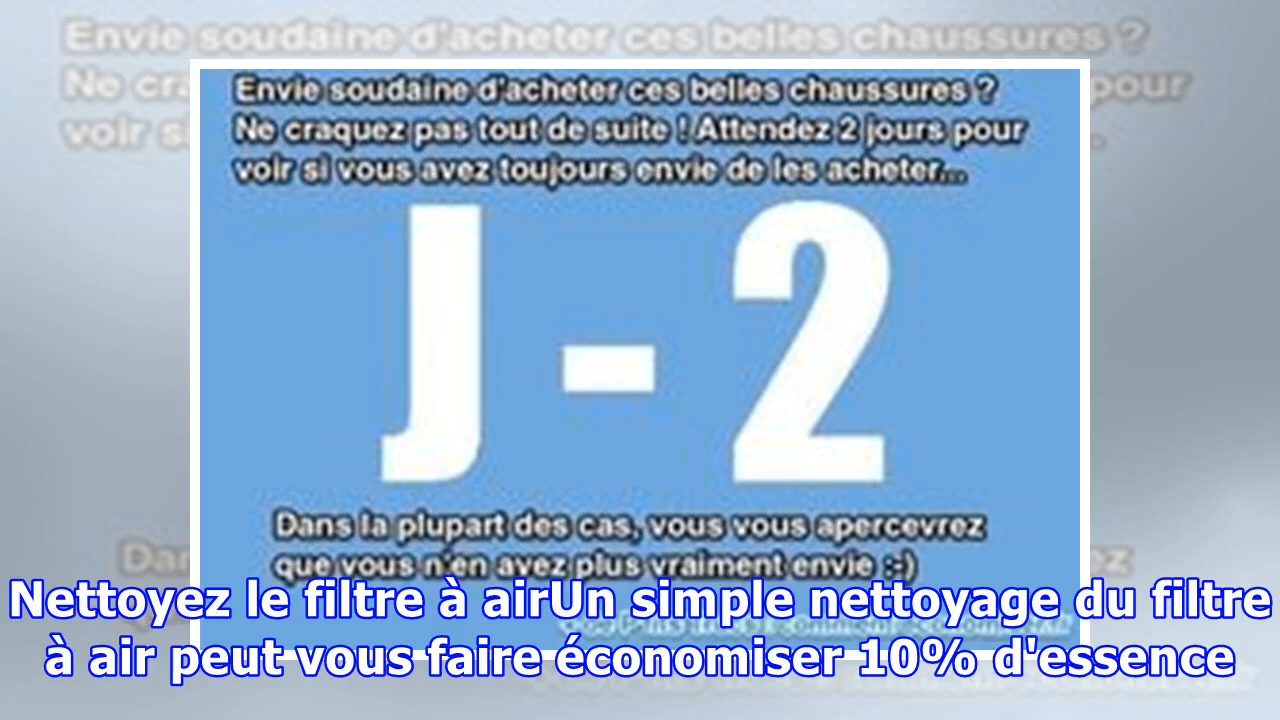 Envie soudaine d'acheter ces belles chaussures ?
Ne craquez pas tout de suite ! Attendez 2 jours pour
voir si vous avez toujours envie de les acheter...
J - 2
Dans la plupart des cas, vous vous apercevrez
que vous n'en avez plus vraiment envie :-)
Nettoyez le filtre à airUn simple nettoyage du filtre
à air peut vous faire économiser 10% d'essence